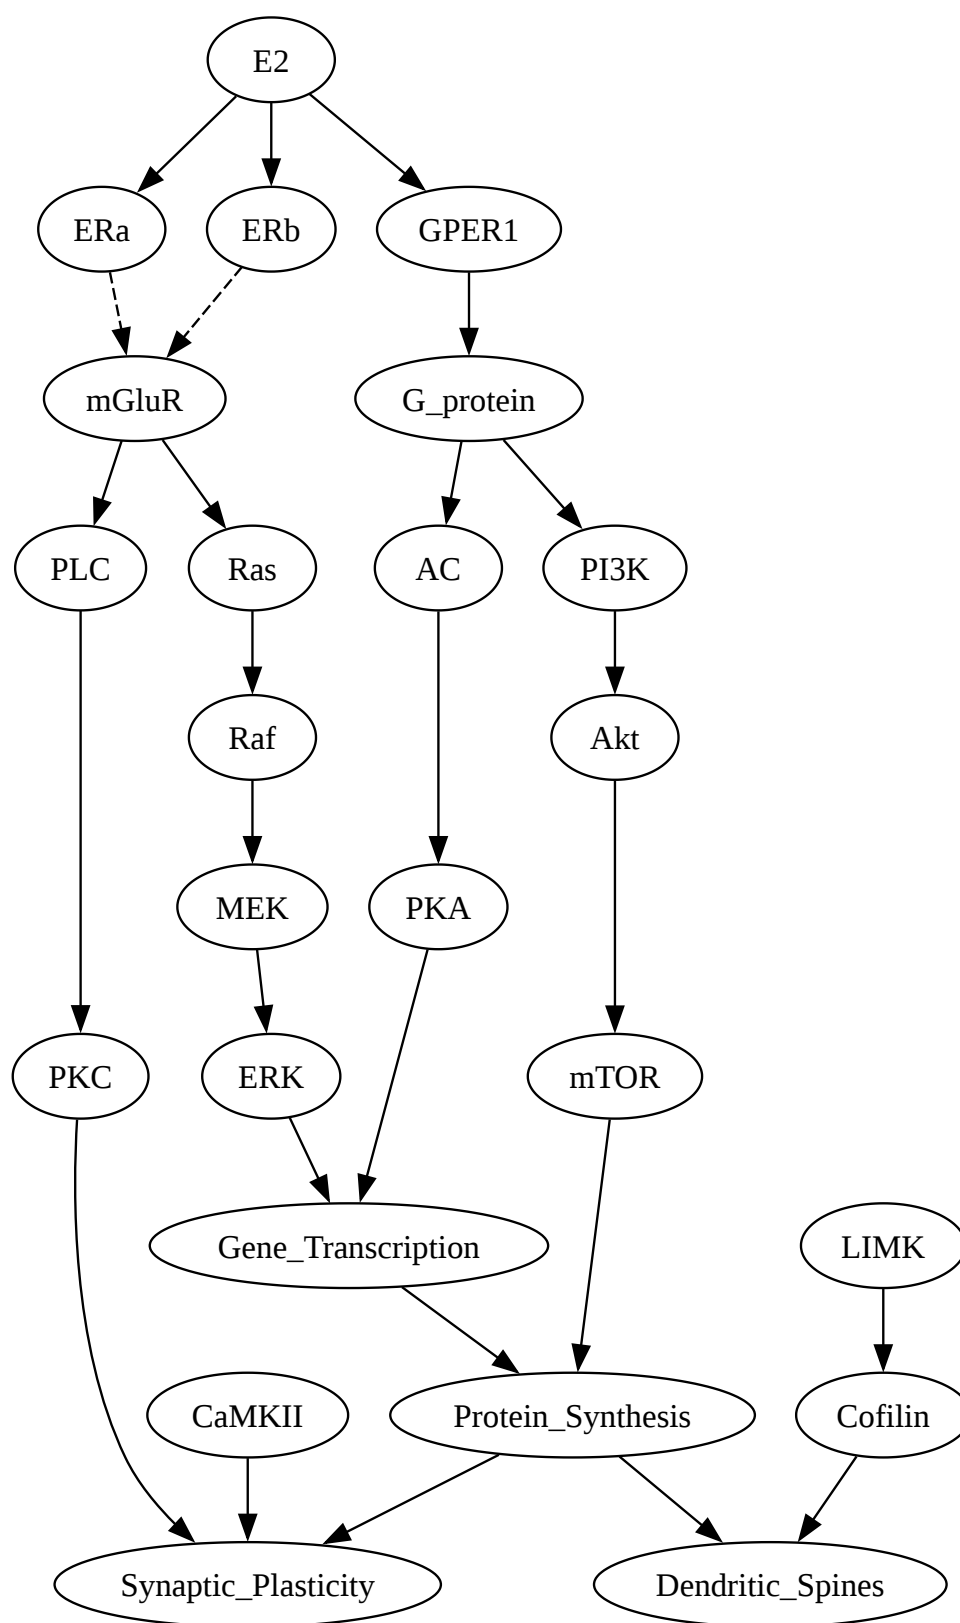 E2
ERa
ERb
GPER1
mGluR
G_protein
PLC
Ras
AC
PI3K
Raf
Akt
MEK
PKA
PKC
ERK
mTOR
Gene_Transcription
LIMK
CaMKII
Protein_Synthesis
Cofilin
Synaptic_Plasticity
Dendritic_Spines